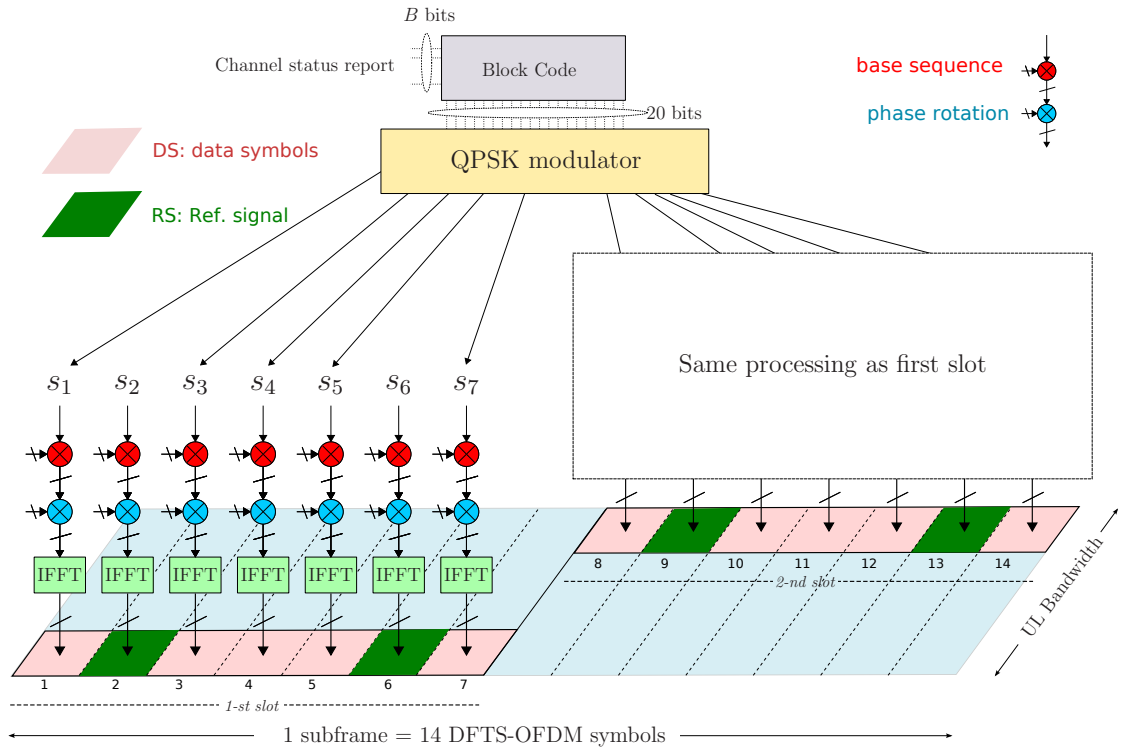 B bits
Channel status report
Block Code
base sequence
20 bits
phase rotation
DS: data symbols
QPSK modulator
RS: Ref. signal
Same processing as first slot
s1 s2 s3 s4 s5 s6 s7
IFFT IFFT IFFT IFFT IFFT IFFT IFFT
8 9 10 11 12 13 14
2-nd slot
UL Bandwidth
1 2 3 4 5 6 7
1-st slot
1 subframe = 14 DFTS-OFDM symbols